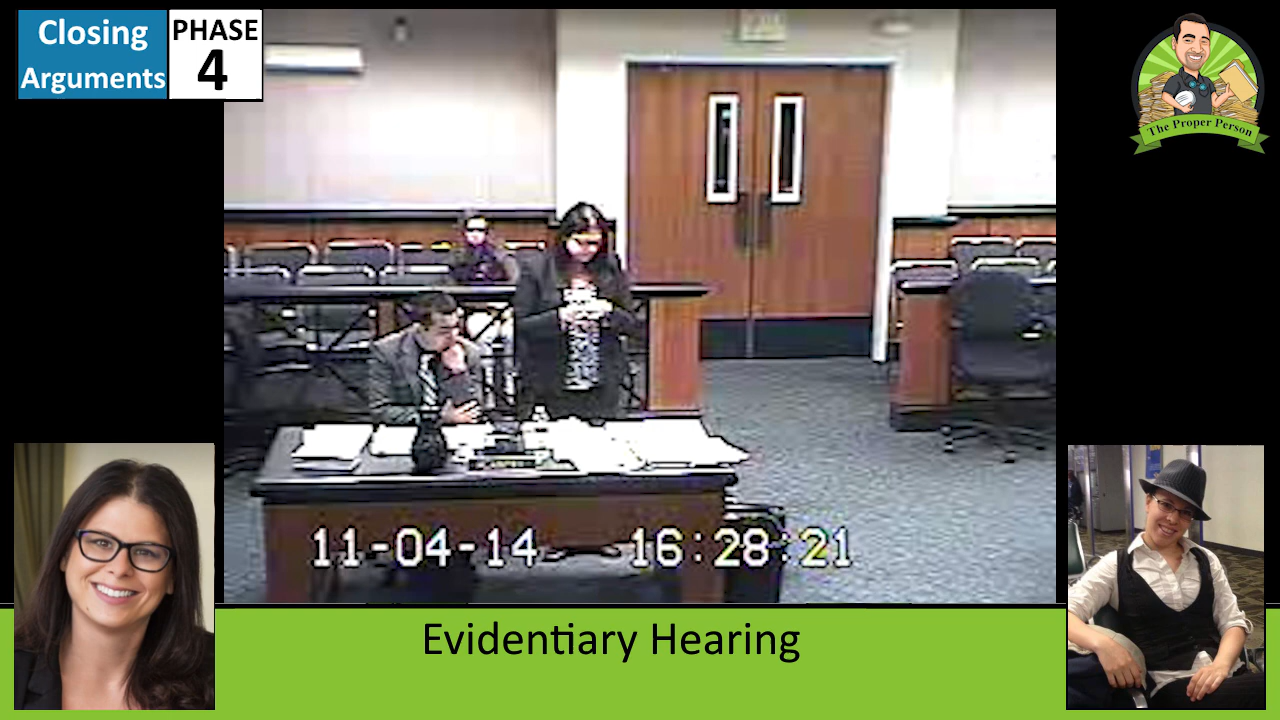 Closing
Arguments
PHASE
4
The Proper Person
11-04-14 16:28:21
Evidentiary Hearing